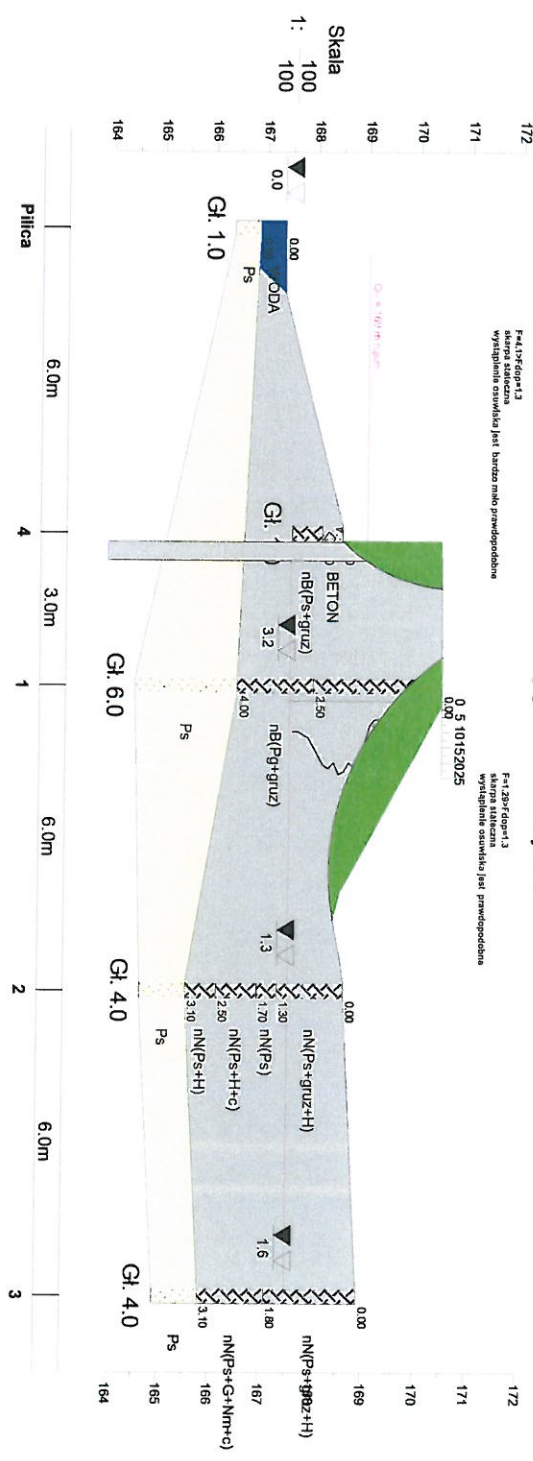 Skala
1: 100
100
172
171
170
169
168
167
166
165
164
F=4,1>Fdop=1,3
skarpa stateczna
wystąpienie osuwiska jest bardzo mało prawdopodobne
F=1,29>Fdop=1,3
skarpa stateczna
wystąpienie osuwiska jest prawdopodobne
0.0
0.00
WODA
Ps
Gł. 1.0
Gł.
BETON
nB(Ps+gruz)
3.2
0 5 10152025
0.00
2.50
4.00
nB(Pg+gruz)
Ps
Gł. 6.0
1.3
0.00
1.30
1.70
2.50
3.10
nN(Ps+gruz+H)
nN(Ps)
nN(Ps+H+c)
nN(Ps+H)
Ps
Gł. 4.0
1.6
0.00
1.80
3.10
nN(Ps+gruz+H)
nN(Ps+G+Nm+c)
Ps
Gł. 4.0
172
171
170
169
168
167
166
165
164
Pilica
6.0m
4
3.0m
1
6.0m
2
6.0m
3